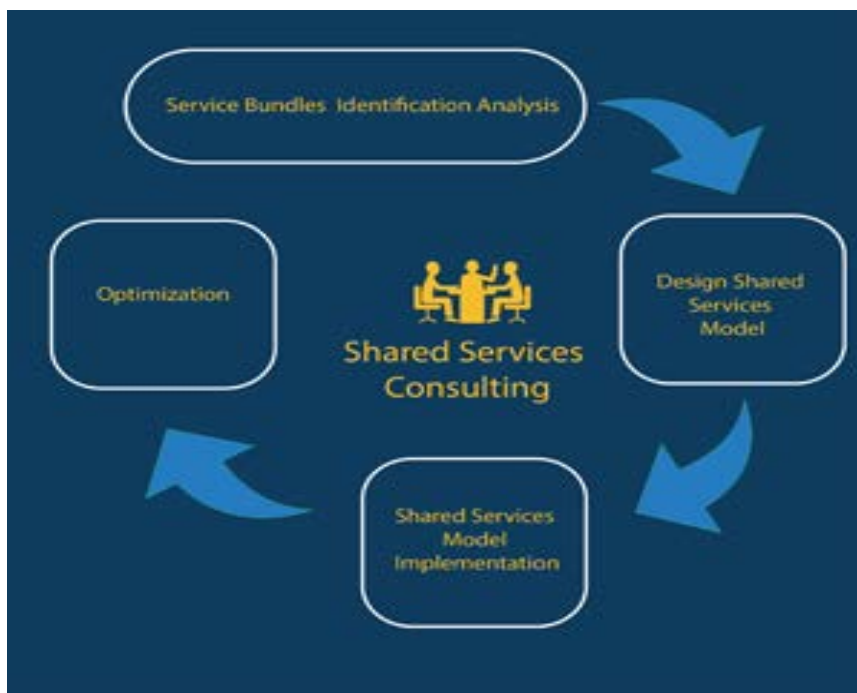 Service Bundles Identification Analysis
Design Shared
Services
Model
Shared Services
Model
Implementation
Optimization
Shared Services
Consulting